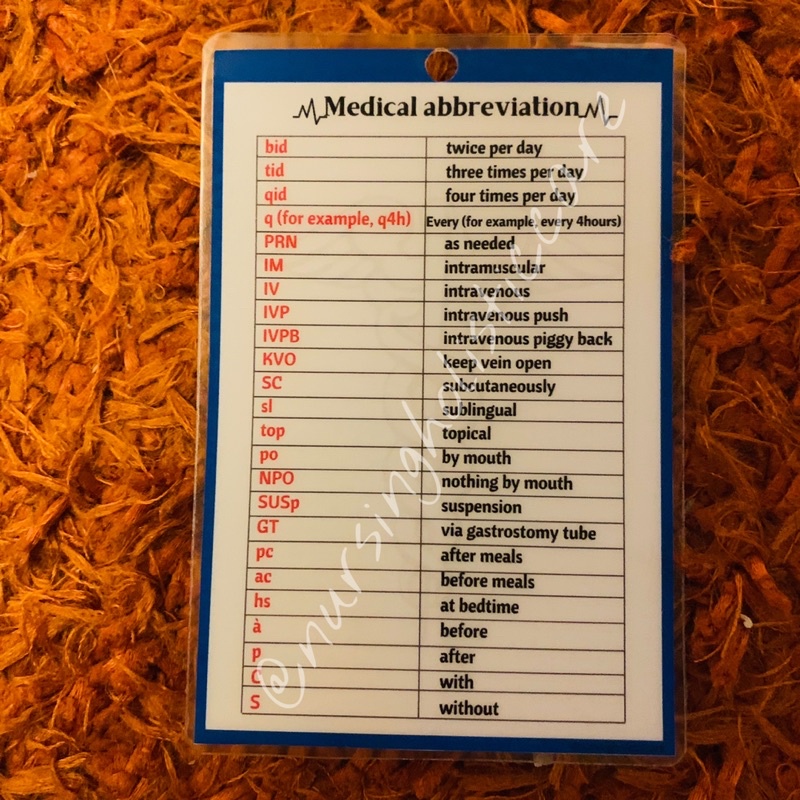 Medical abbreviation
bid twice per day
tid three times per day
qid four times per day
q (for example, q4h) Every (for example, every 4hours)
PRN as needed
IM intramuscular
IV intravenous
IVP intravenous push
IVPB intravenous piggy back
KVO keep vein open
SC subcutaneously
sl sublingual
top topical
po by mouth
NPO nothing by mouth
SUSp suspension
GT via gastrostomy tube
pc after meals
ac before meals
hs at bedtime
à before
p after
C with
S without
@nursingholisticcare